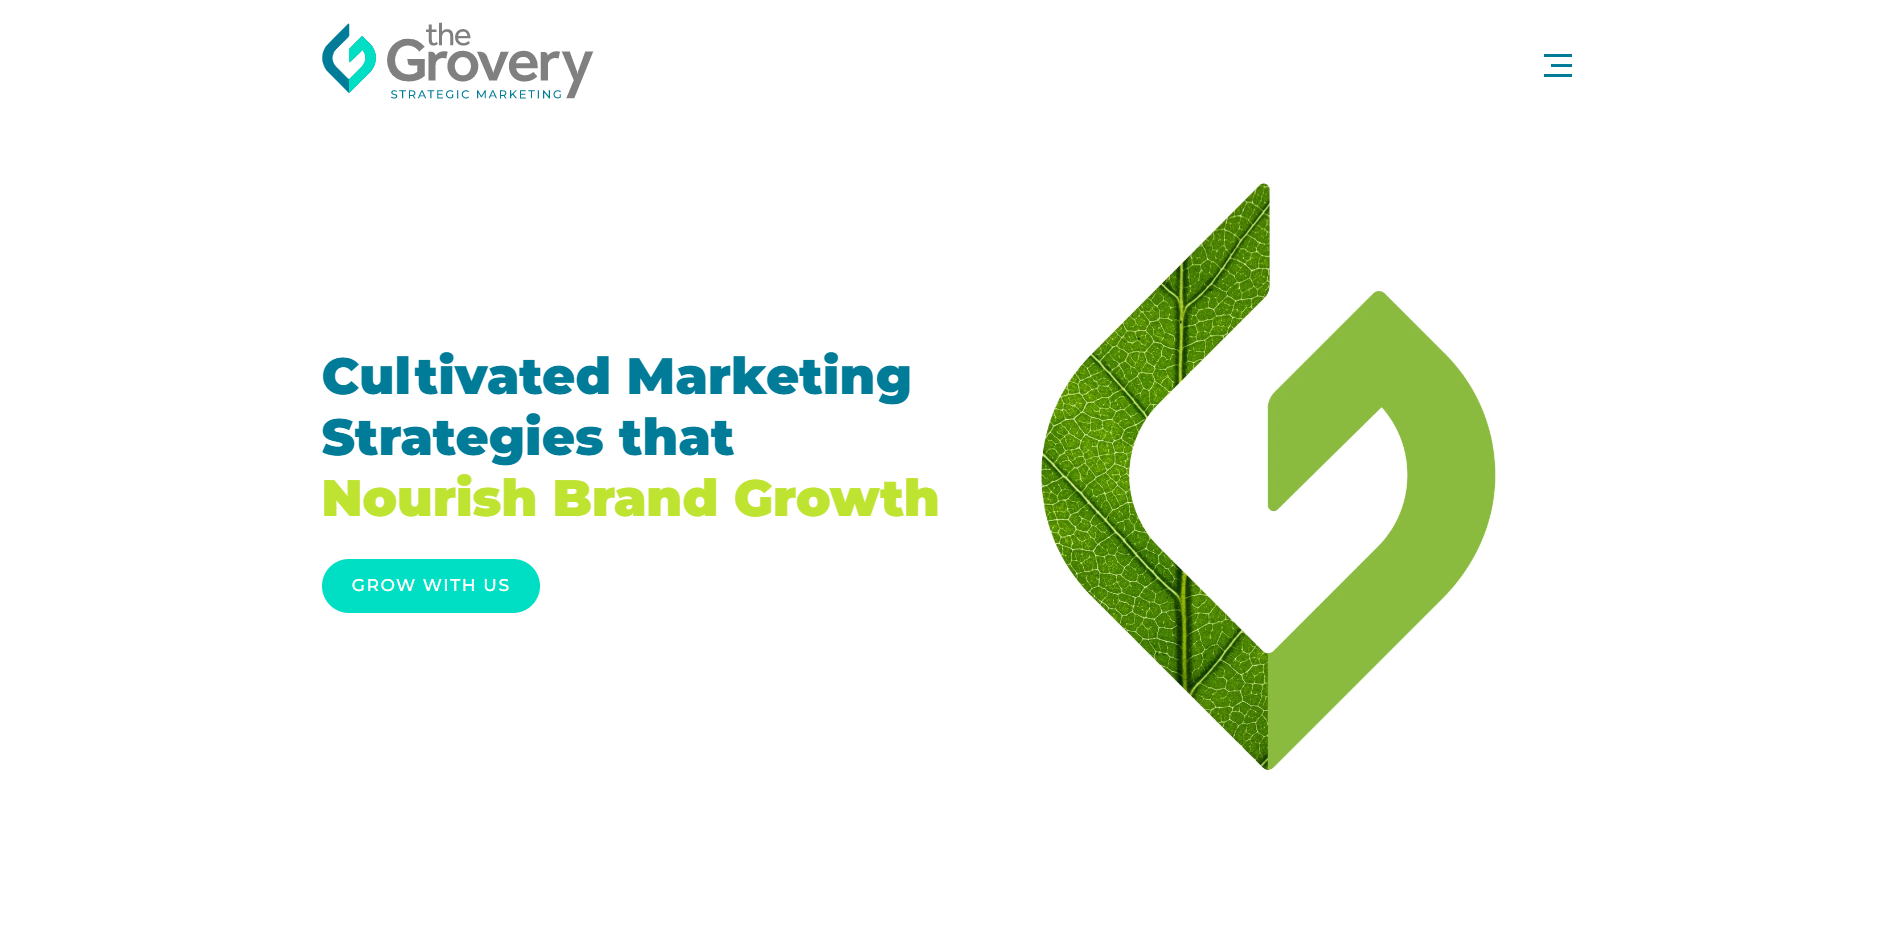 the
Grovery
STRATEGIC MARKETING
Cultivated Marketing
Strategies that
Nourish Brand Growth
GROW WITH US